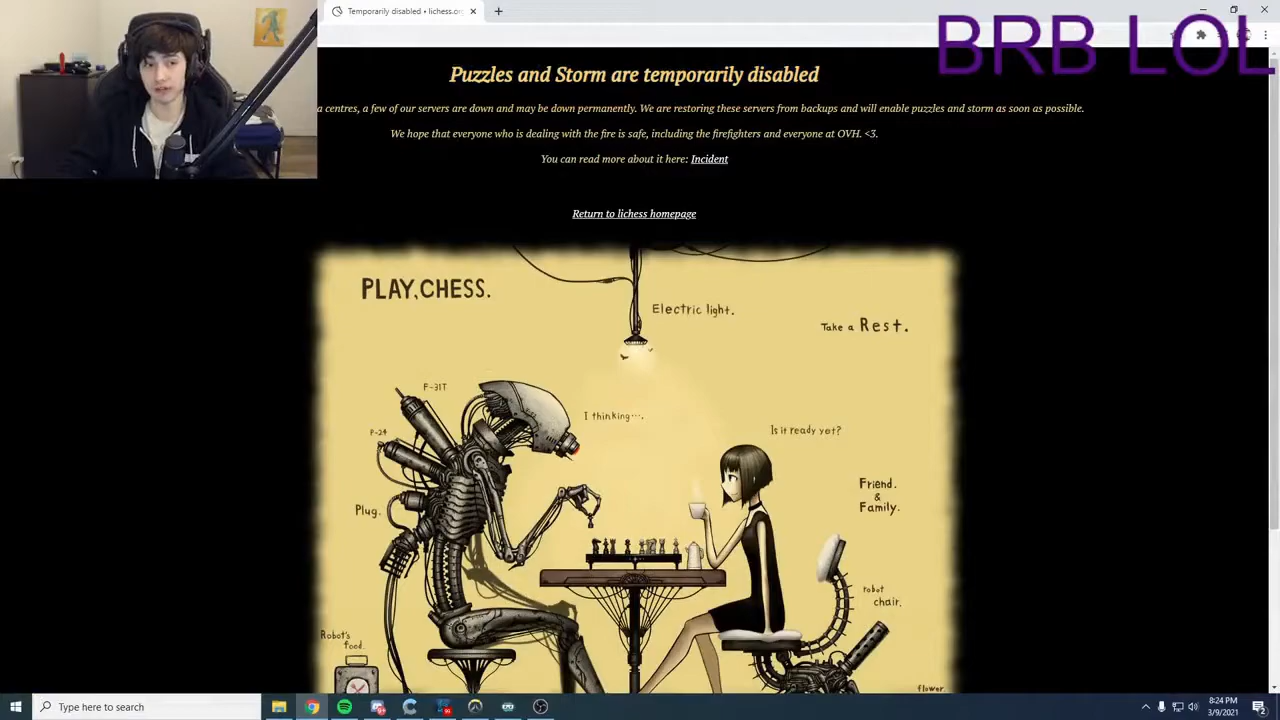 Temporarily disabled • lichess.or
BRB LOL
Puzzles and Storm are temporarily disabled
a centres, a few of our servers are down and may be down permanently. We are restoring these servers from backups and will enable puzzles and storm as soon as possible.
We hope that everyone who is dealing with the fire is safe, including the firefighters and everyone at OVH. <3.
You can read more about it here: Incident
Return to lichess homepage
PLAY,CHESS.
Electric light.
Take a Rest.
F-31T
I thinking….
P-24
Is it ready yet?
Friend.
&
Family.
Plug.
robot
chair.
Robot's
food.
flower.
Type here to search
8:24 PM
3/9/2021